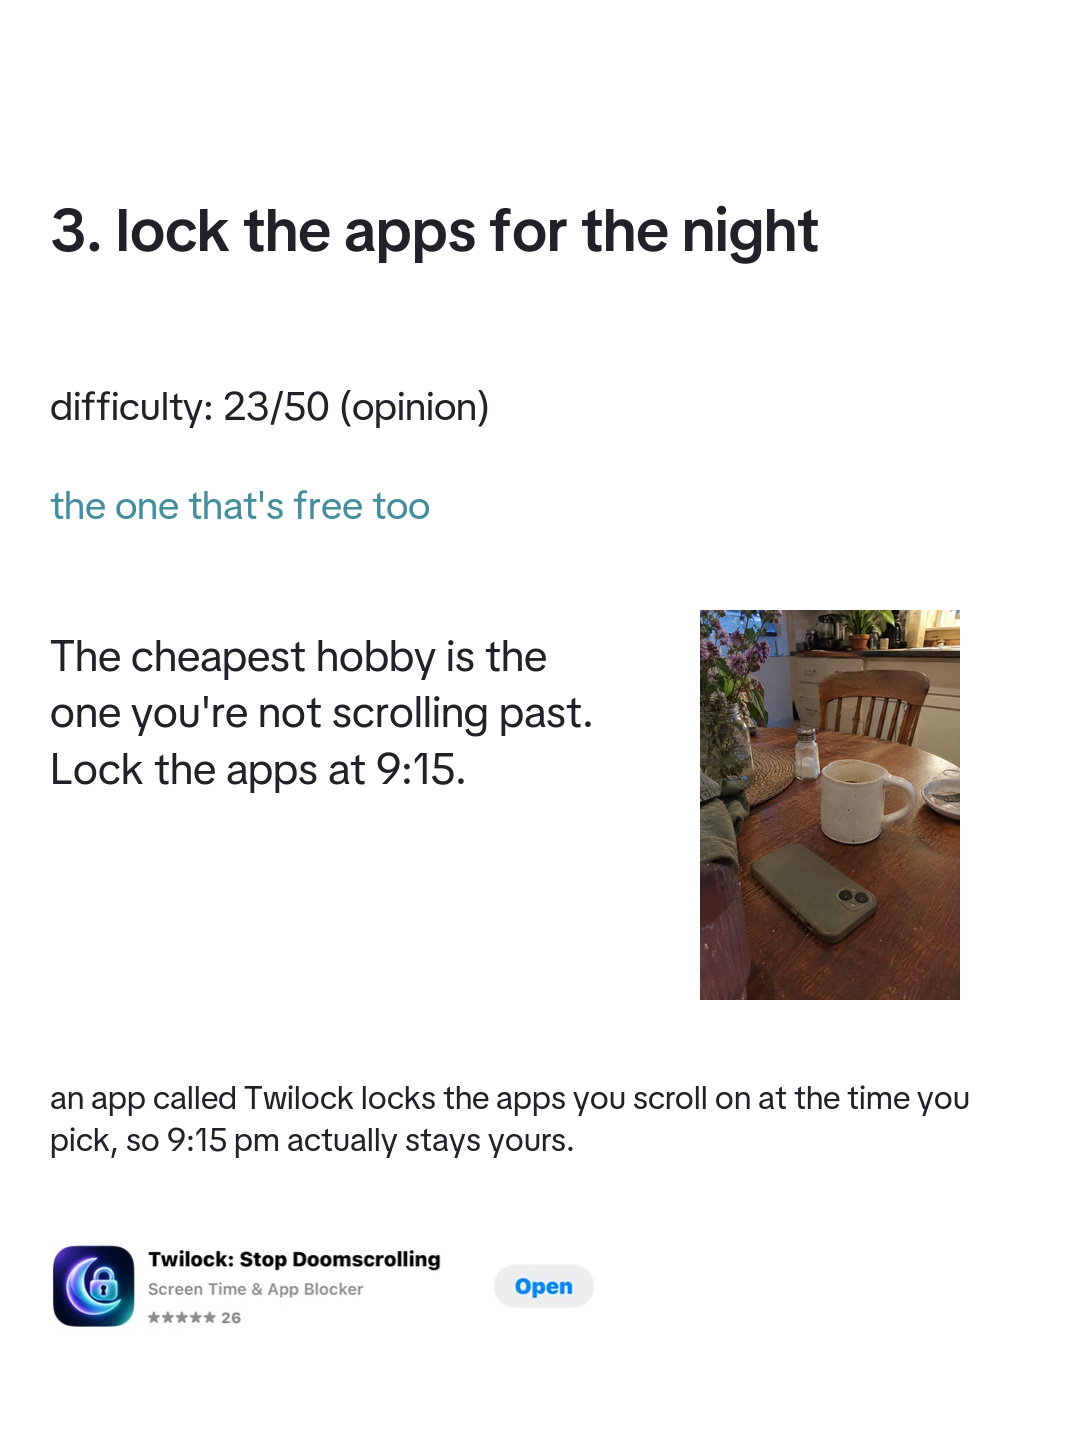 3. lock the apps for the night
difficulty: 23/50 (opinion)
the one that's free too
The cheapest hobby is the
one you're not scrolling past.
Lock the apps at 9:15.
an app called Twilock locks the apps you scroll on at the time you
pick, so 9:15 pm actually stays yours.
Twilock: Stop Doomscrolling
Screen Time & App Blocker
★★★★★ 26
Open